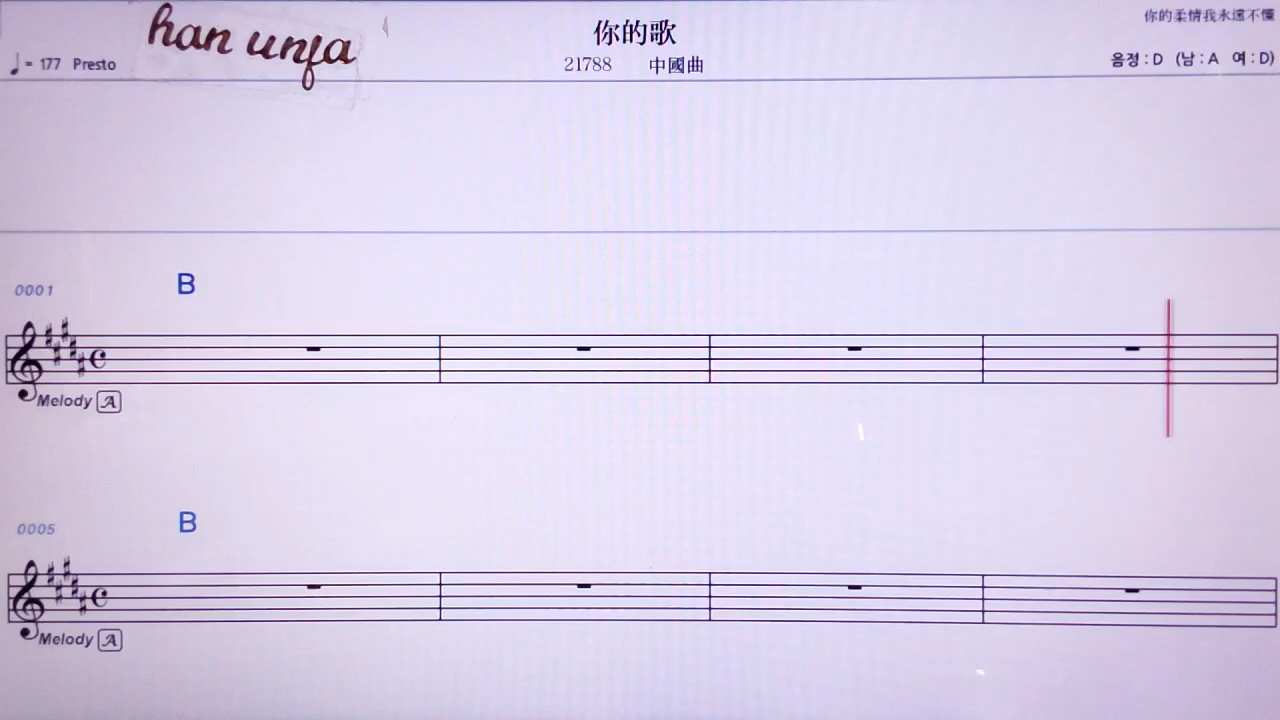 han unfa
你的歌
你的柔情我永遠不懂
♩= 177 Presto
21788 中國曲
음정 : D (남 : A 여 : D)
0001
B
Melody A
0005
B
Melody A